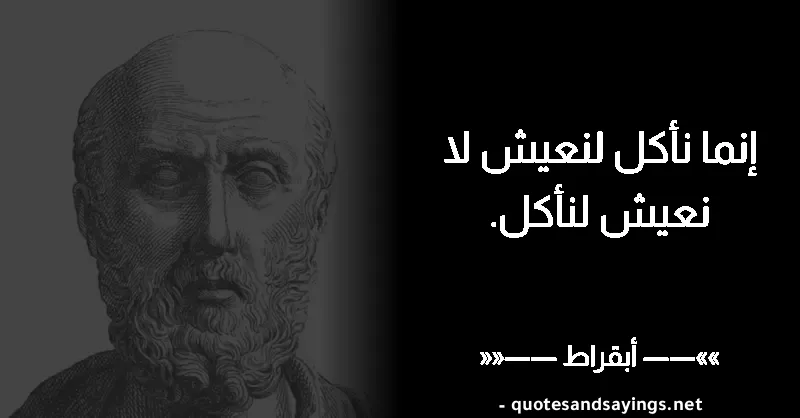 إنما نأكل لنعيش لا
نعيش لنأكل.
»—— أبقراط ——»
- quotesandsayings.net